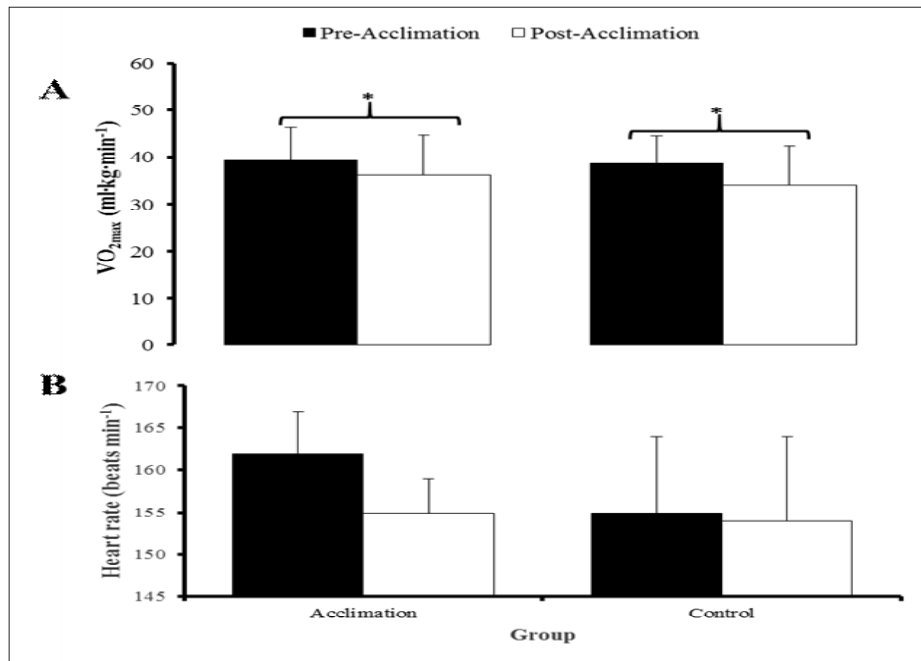 ■Pre-Acclimation □Post-Acclimation
A
60
50
40
30
20
10
0
VO2max (ml·kg·min-1)
*
*
B
170
165
160
155
150
145
Heart rate (beats min-1)
Acclimation Control
Group